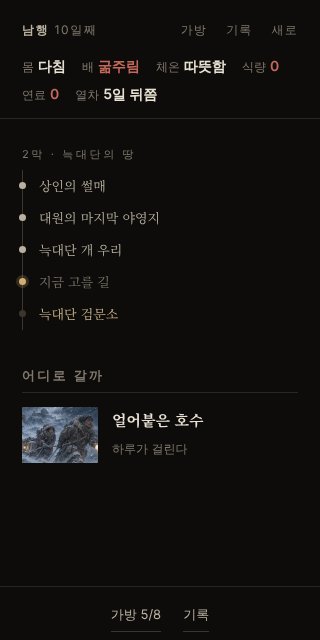 남행 10일째 가방 기록 새로
몸 다침 배 굶주림 체온 따뜻함 식량 0
연료 0 열차 5일 뒤쯤
2막 · 늑대단의 땅
상인의 썰매
대원의 마지막 야영지
늑대단 개 우리
지금 고를 길
늑대단 검문소
어디로 갈까
얼어붙은 호수
하루가 걸린다
가방 5/8 기록